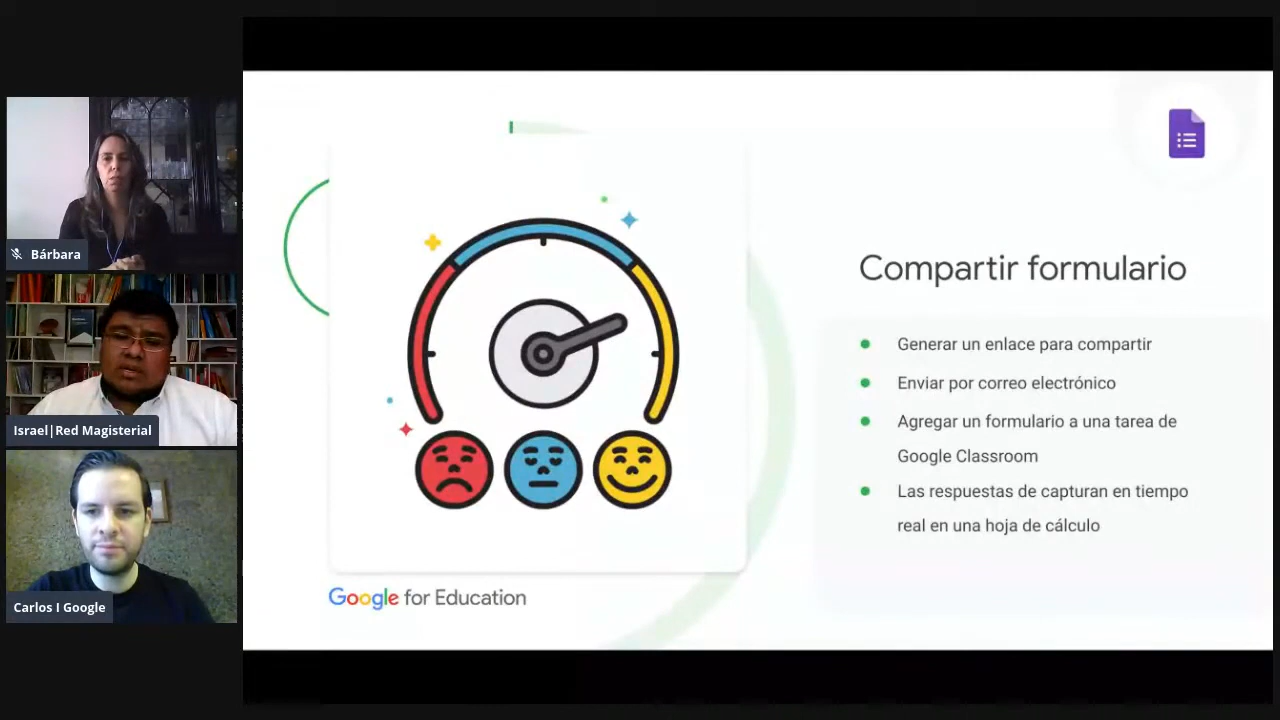 Bárbara
Israel|Red Magisterial
Carlos I Google
Compartir formulario
Generar un enlace para compartir
Enviar por correo electrónico
Agregar un formulario a una tarea de
Google Classroom
Las respuestas de capturan en tiempo
real en una hoja de cálculo
Google for Education